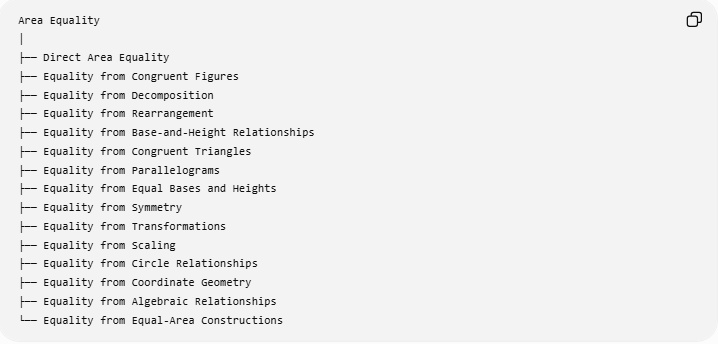 Area Equality
│
├── Direct Area Equality
├── Equality from Congruent Figures
├── Equality from Decomposition
├── Equality from Rearrangement
├── Equality from Base-and-Height Relationships
├── Equality from Congruent Triangles
├── Equality from Parallelograms
├── Equality from Equal Bases and Heights
├── Equality from Symmetry
├── Equality from Transformations
├── Equality from Scaling
├── Equality from Circle Relationships
├── Equality from Coordinate Geometry
├── Equality from Algebraic Relationships
└── Equality from Equal-Area Constructions